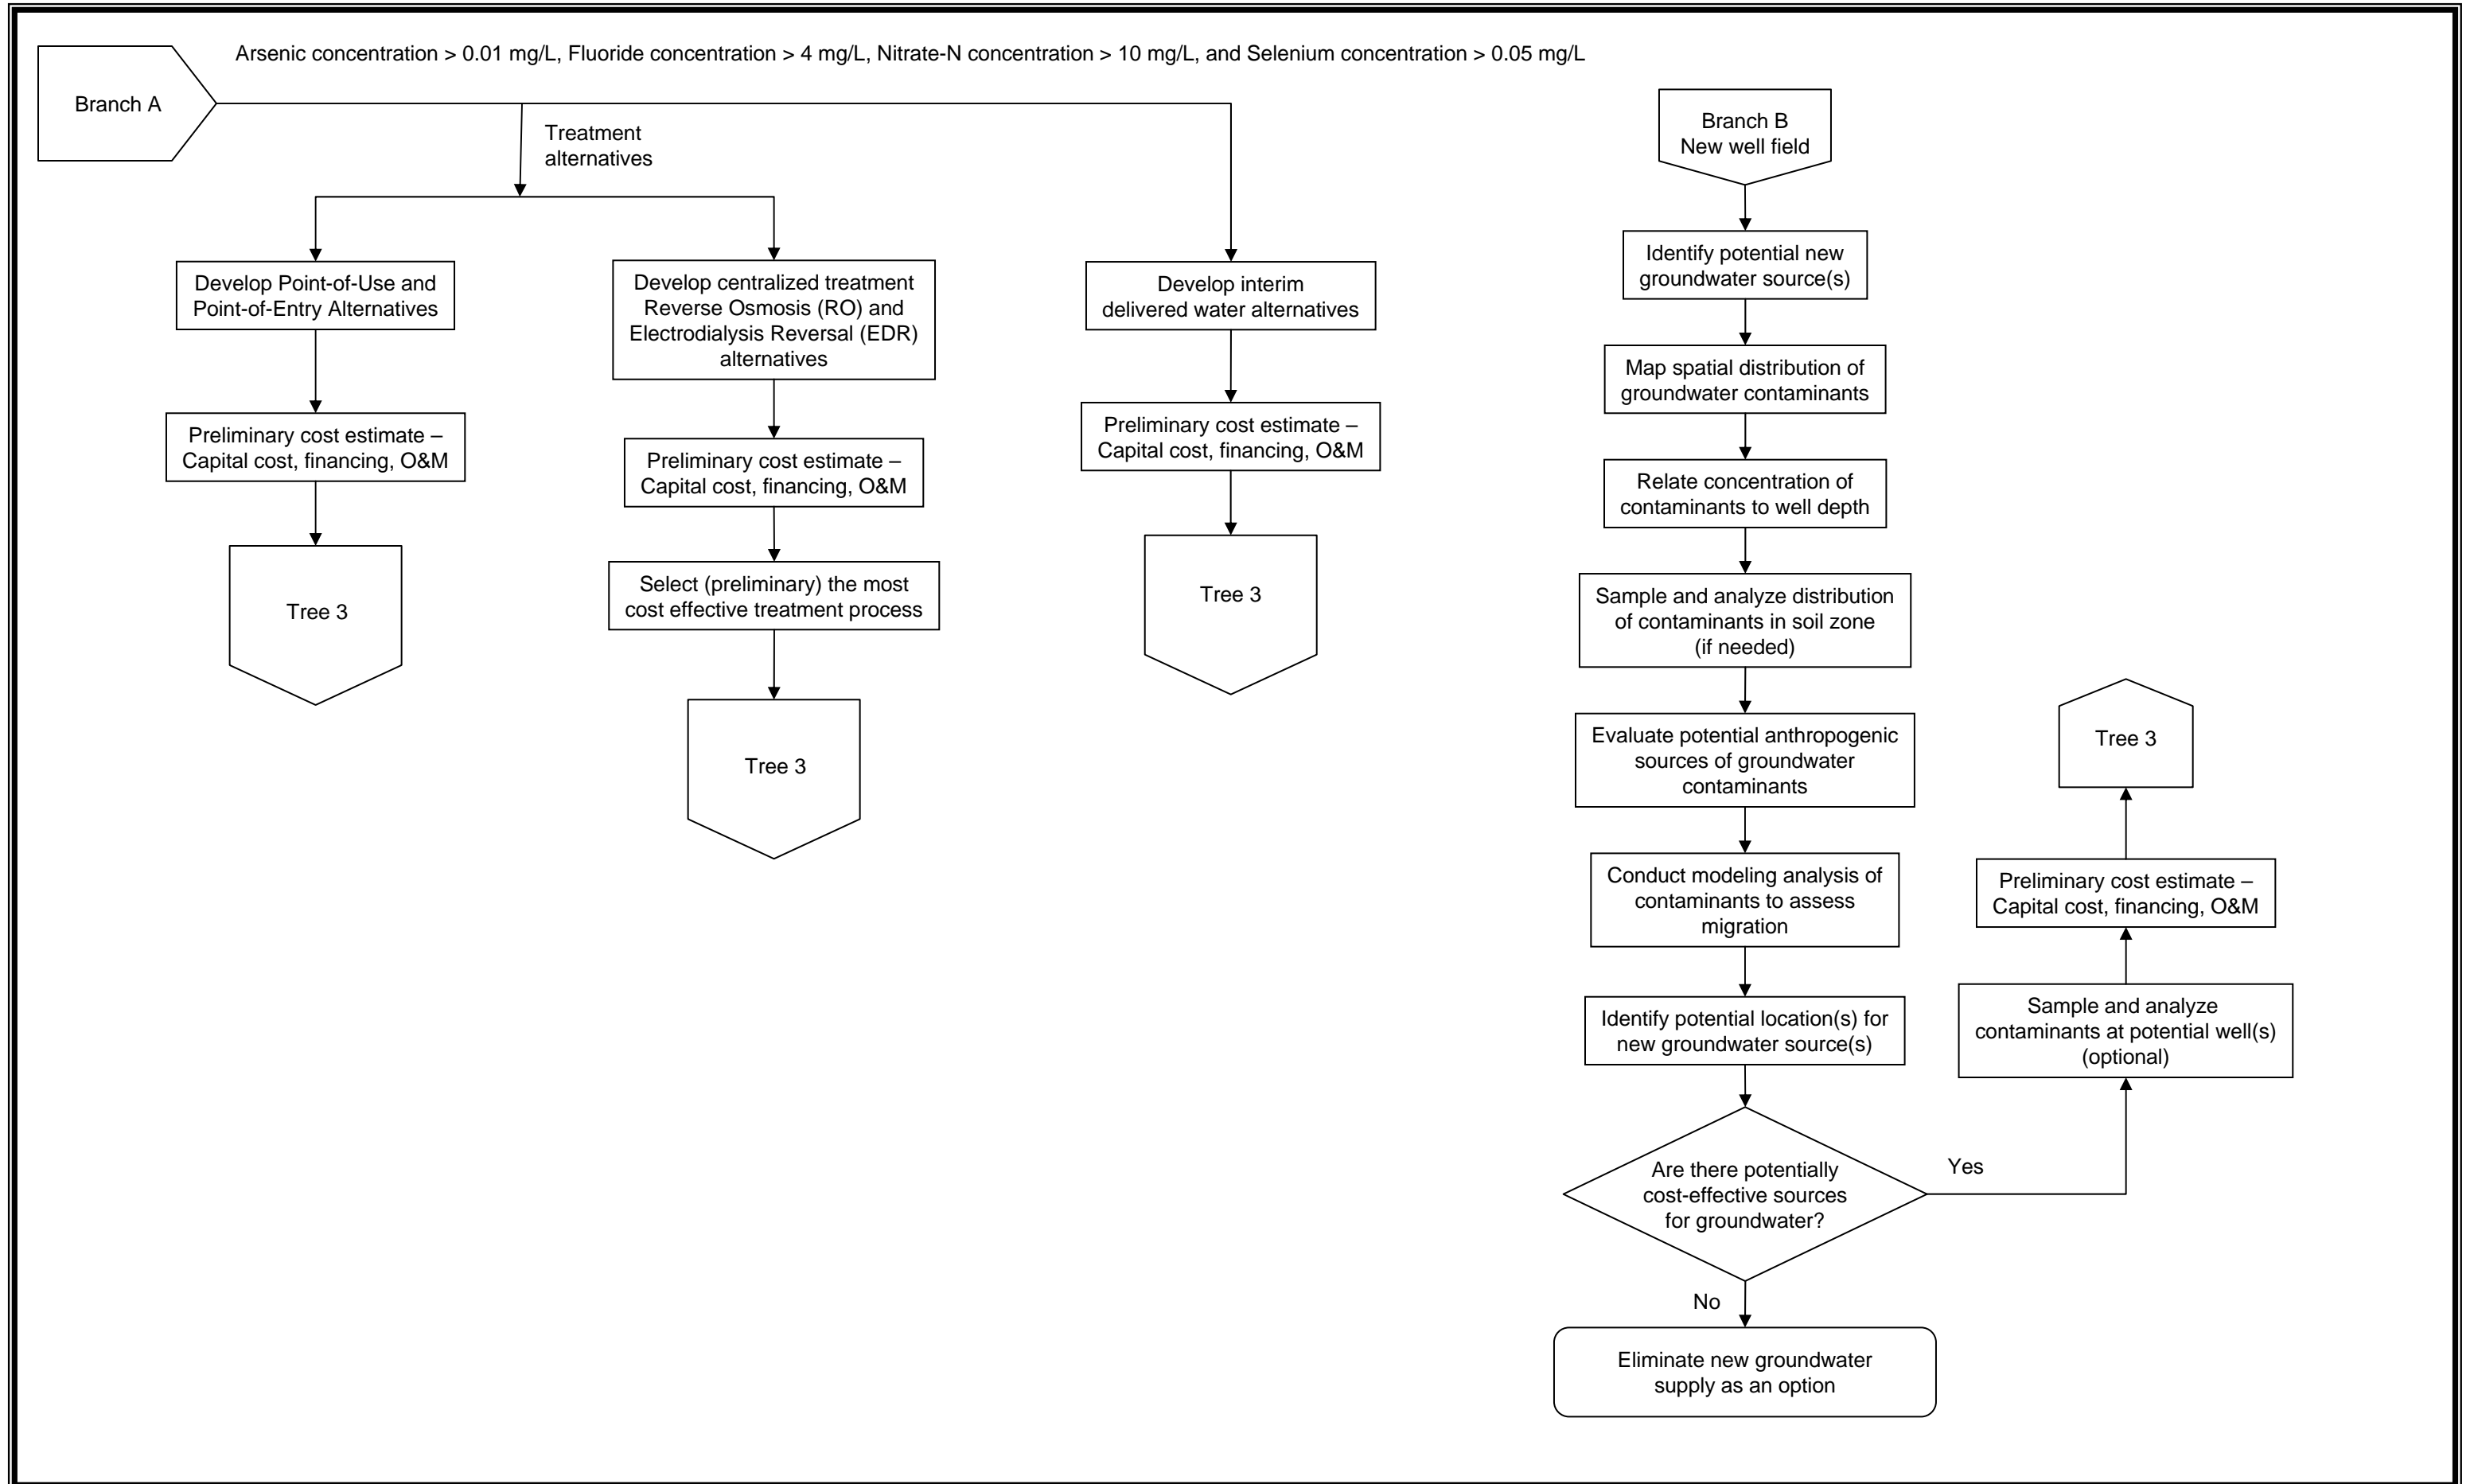 Arsenic concentration > 0.01 mg/L, Fluoride concentration > 4 mg/L, Nitrate-N concentration > 10 mg/L, and Selenium concentration > 0.05 mg/L
Branch A
Treatment
alternatives
Develop Point-of-Use and
Point-of-Entry Alternatives
Preliminary cost estimate –
Capital cost, financing, O&M
Tree 3
Develop centralized treatment
Reverse Osmosis (RO) and
Electrodialysis Reversal (EDR)
alternatives
Preliminary cost estimate –
Capital cost, financing, O&M
Select (preliminary) the most
cost effective treatment process
Tree 3
Develop interim
delivered water alternatives
Preliminary cost estimate –
Capital cost, financing, O&M
Tree 3
Branch B
New well field
Identify potential new
groundwater source(s)
Map spatial distribution of
groundwater contaminants
Relate concentration of
contaminants to well depth
Sample and analyze distribution
of contaminants in soil zone
(if needed)
Evaluate potential anthropogenic
sources of groundwater
contaminants
Conduct modeling analysis of
contaminants to assess
migration
Identify potential location(s) for
new groundwater source(s)
Are there potentially
cost-effective sources
for groundwater?
Yes
Sample and analyze
contaminants at potential well(s)
(optional)
Preliminary cost estimate –
Capital cost, financing, O&M
Tree 3
No
Eliminate new groundwater
supply as an option